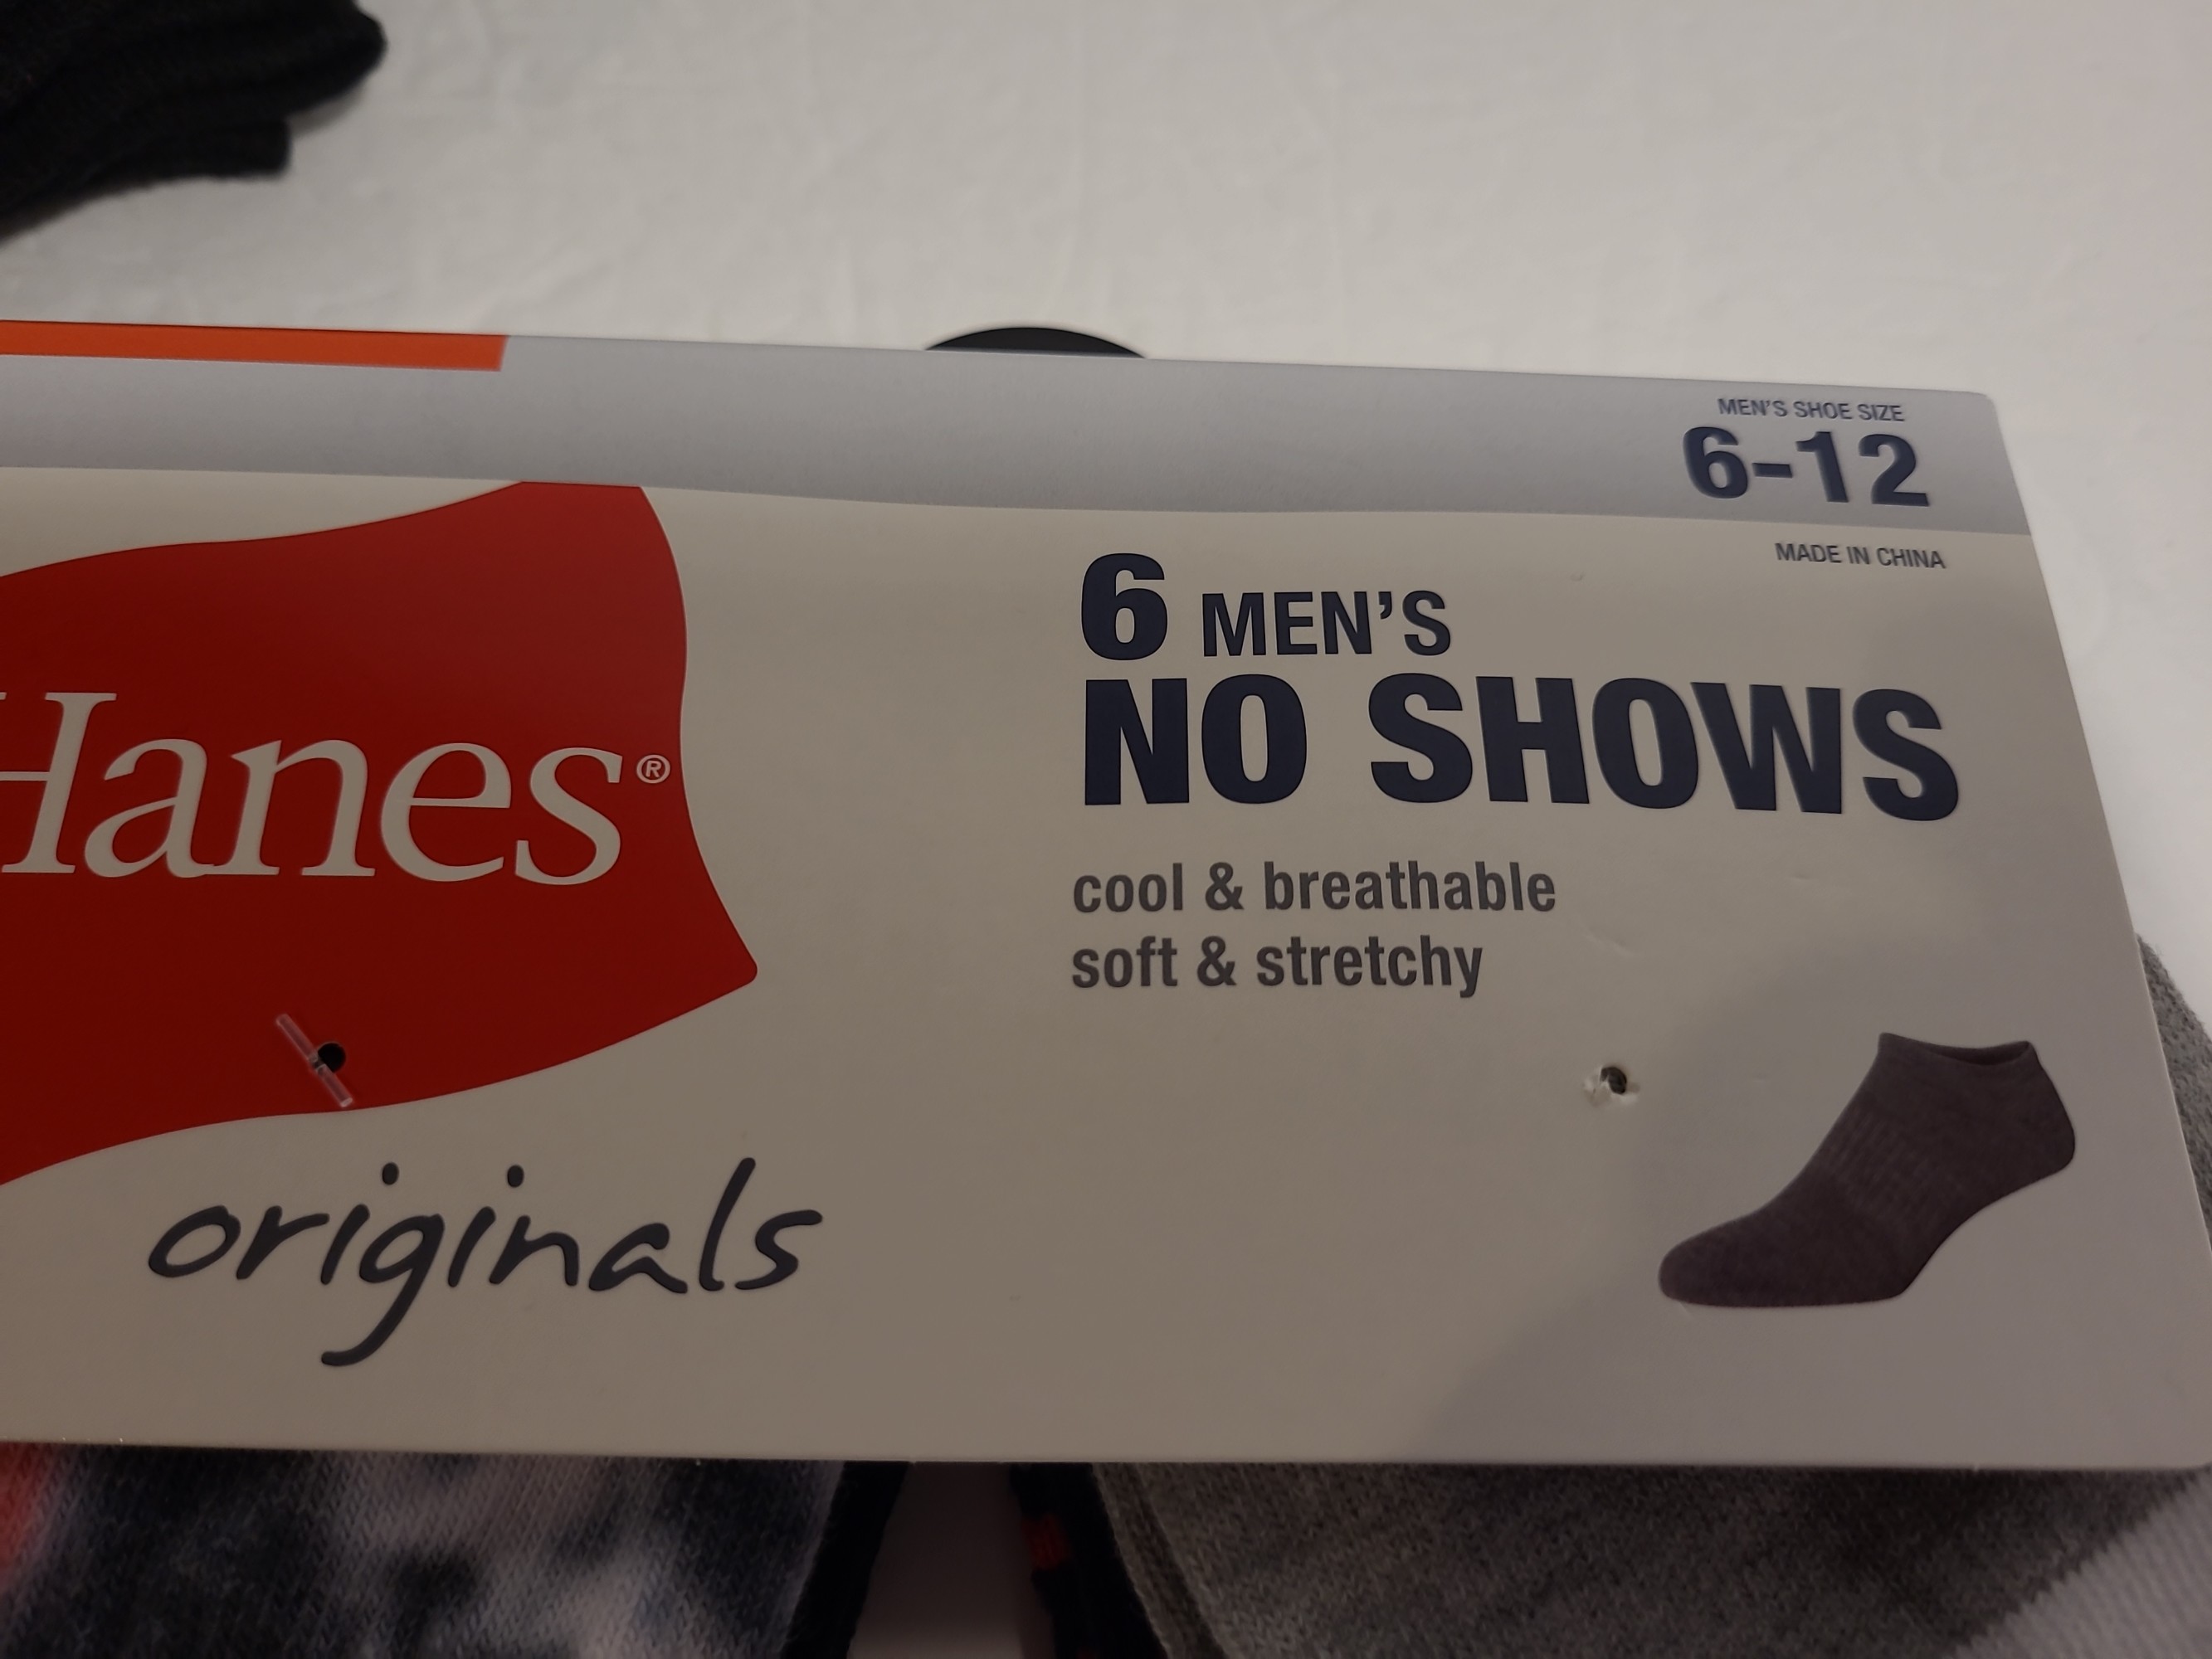 MEN'S SHOE SIZE
6-12
MADE IN CHINA
Hanes®
originals
6 MEN'S
NO SHOWS
cool & breathable
soft & stretchy